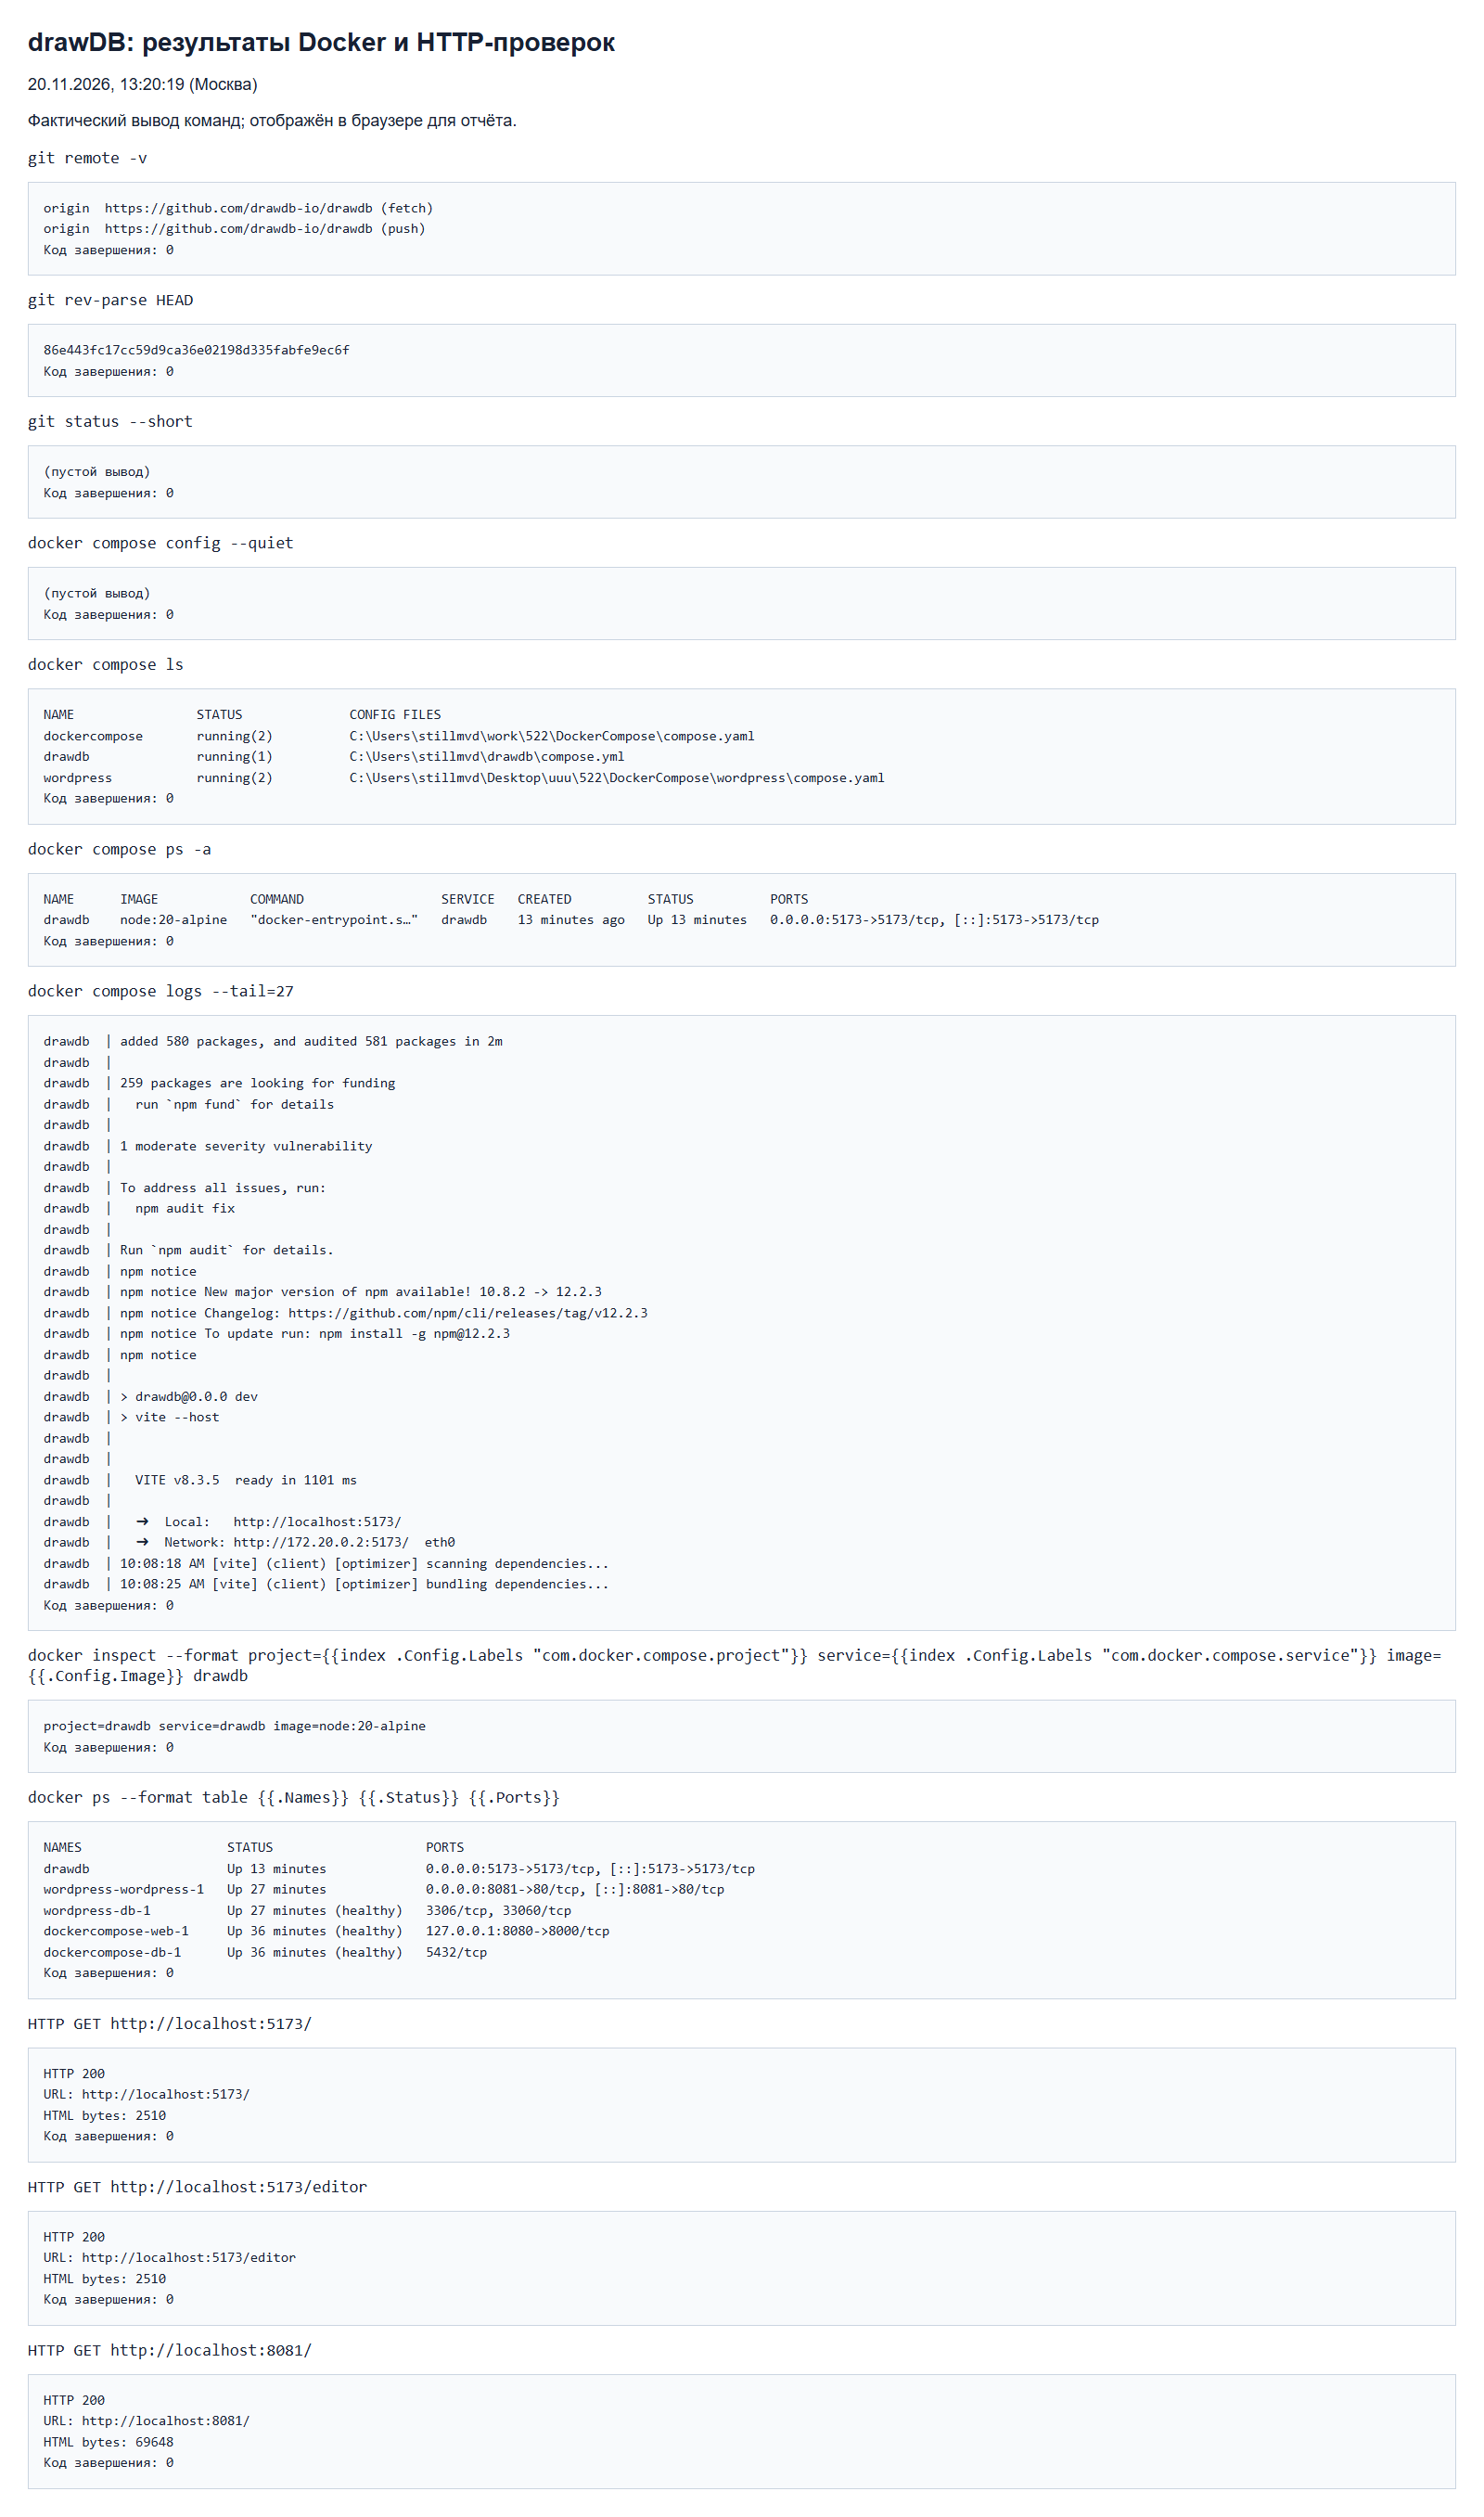 drawDB: результаты Docker и HTTP-проверок
20.11.2026, 13:20:19 (Москва)
Фактический вывод команд; отображён в браузере для отчёта.
git remote -v
origin  https://github.com/drawdb-io/drawdb (fetch)
origin  https://github.com/drawdb-io/drawdb (push)
Код завершения: 0
git rev-parse HEAD
86e443fc17cc59d9ca36e02198d335fabfe9ec6f
Код завершения: 0
git status --short
(пустой вывод)
Код завершения: 0
docker compose config --quiet
(пустой вывод)
Код завершения: 0
docker compose ls
NAME                STATUS              CONFIG FILES
dockercompose       running(2)          C:\Users\stillmvd\work\522\DockerCompose\compose.yaml
drawdb              running(1)          C:\Users\stillmvd\drawdb\compose.yml
wordpress           running(2)          C:\Users\stillmvd\Desktop\uuu\522\DockerCompose\wordpress\compose.yaml
Код завершения: 0
docker compose ps -a
NAME      IMAGE            COMMAND                  SERVICE   CREATED          STATUS          PORTS
drawdb    node:20-alpine   "docker-entrypoint.s…"   drawdb    13 minutes ago   Up 13 minutes   0.0.0.0:5173->5173/tcp, [::]:5173->5173/tcp
Код завершения: 0
docker compose logs --tail=27
drawdb  | added 580 packages, and audited 581 packages in 2m
drawdb  |
drawdb  | 259 packages are looking for funding
drawdb  |   run `npm fund` for details
drawdb  |
drawdb  | 1 moderate severity vulnerability
drawdb  |
drawdb  | To address all issues, run:
drawdb  |   npm audit fix
drawdb  |
drawdb  | Run `npm audit` for details.
drawdb  | npm notice
drawdb  | npm notice New major version of npm available! 10.8.2 -> 12.2.3
drawdb  | npm notice Changelog: https://github.com/npm/cli/releases/tag/v12.2.3
drawdb  | npm notice To update run: npm install -g npm@12.2.3
drawdb  | npm notice
drawdb  |
drawdb  | > drawdb@0.0.0 dev
drawdb  | > vite --host
drawdb  |
drawdb  |
drawdb  |   VITE v8.3.5  ready in 1101 ms
drawdb  |
drawdb  |   ➜  Local:   http://localhost:5173/
drawdb  |   ➜  Network: http://172.20.0.2:5173/  eth0
drawdb  | 10:08:18 AM [vite] (client) [optimizer] scanning dependencies...
drawdb  | 10:08:25 AM [vite] (client) [optimizer] bundling dependencies...
Код завершения: 0
docker inspect --format project={{index .Config.Labels "com.docker.compose.project"}} service={{index .Config.Labels "com.docker.compose.service"}} image=
{{.Config.Image}} drawdb
project=drawdb service=drawdb image=node:20-alpine
Код завершения: 0
docker ps --format table {{.Names}} {{.Status}} {{.Ports}}
NAMES                   STATUS                    PORTS
drawdb                  Up 13 minutes             0.0.0.0:5173->5173/tcp, [::]:5173->5173/tcp
wordpress-wordpress-1   Up 27 minutes             0.0.0.0:8081->80/tcp, [::]:8081->80/tcp
wordpress-db-1          Up 27 minutes (healthy)   3306/tcp, 33060/tcp
dockercompose-web-1     Up 36 minutes (healthy)   127.0.0.1:8080->8000/tcp
dockercompose-db-1      Up 36 minutes (healthy)   5432/tcp
Код завершения: 0
HTTP GET http://localhost:5173/
HTTP 200
URL: http://localhost:5173/
HTML bytes: 2510
Код завершения: 0
HTTP GET http://localhost:5173/editor
HTTP 200
URL: http://localhost:5173/editor
HTML bytes: 2510
Код завершения: 0
HTTP GET http://localhost:8081/
HTTP 200
URL: http://localhost:8081/
HTML bytes: 69648
Код завершения: 0